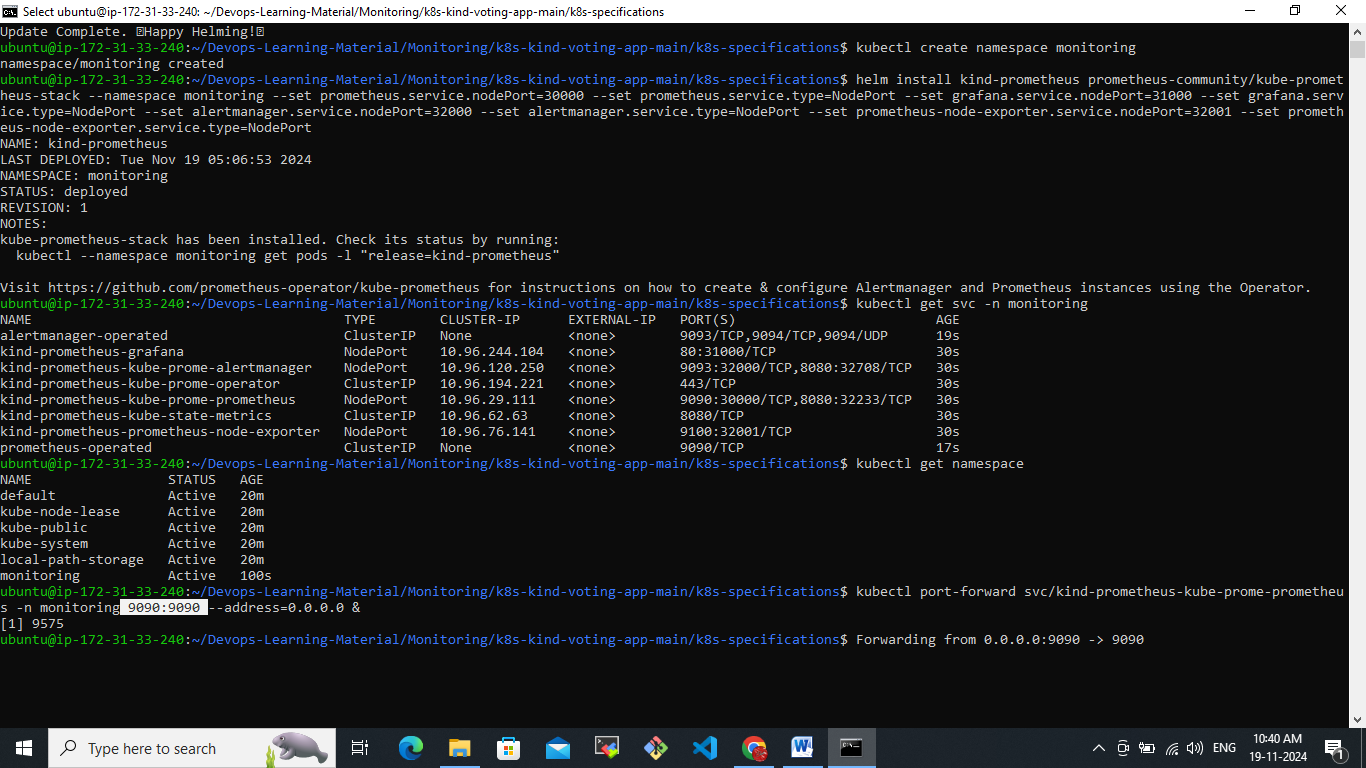 Select ubuntu@ip-172-31-33-240: ~/Devops-Learning-Material/Monitoring/k8s-kind-voting-app-main/k8s-specifications
Update Complete. ⎈Happy Helming!⎈
ubuntu@ip-172-31-33-240:~/Devops-Learning-Material/Monitoring/k8s-kind-voting-app-main/k8s-specifications$ kubectl create namespace monitoring
namespace/monitoring created
ubuntu@ip-172-31-33-240:~/Devops-Learning-Material/Monitoring/k8s-kind-voting-app-main/k8s-specifications$ helm install kind-prometheus prometheus-community/kube-promet
heus-stack --namespace monitoring --set prometheus.service.nodePort=30000 --set prometheus.service.type=NodePort --set grafana.service.nodePort=31000 --set grafana.serv
ice.type=NodePort --set alertmanager.service.nodePort=32000 --set alertmanager.service.type=NodePort --set prometheus-node-exporter.service.nodePort=32001 --set prometh
eus-node-exporter.service.type=NodePort
NAME: kind-prometheus
LAST DEPLOYED: Tue Nov 19 05:06:53 2024
NAMESPACE: monitoring
STATUS: deployed
REVISION: 1
NOTES:
kube-prometheus-stack has been installed. Check its status by running:
  kubectl --namespace monitoring get pods -l "release=kind-prometheus"
Visit https://github.com/prometheus-operator/kube-prometheus for instructions on how to create & configure Alertmanager and Prometheus instances using the Operator.
ubuntu@ip-172-31-33-240:~/Devops-Learning-Material/Monitoring/k8s-kind-voting-app-main/k8s-specifications$ kubectl get svc -n monitoring
NAME TYPE CLUSTER-IP EXTERNAL-IP PORT(S) AGE
alertmanager-operated ClusterIP None <none> 9093/TCP,9094/TCP,9094/UDP 19s
kind-prometheus-grafana NodePort 10.96.244.104 <none> 80:31000/TCP 30s
kind-prometheus-kube-prome-alertmanager NodePort 10.96.120.250 <none> 9093:32000/TCP,8080:32708/TCP 30s
kind-prometheus-kube-prome-operator ClusterIP 10.96.194.221 <none> 443/TCP 30s
kind-prometheus-kube-prome-prometheus NodePort 10.96.29.111 <none> 9090:30000/TCP,8080:32233/TCP 30s
kind-prometheus-kube-state-metrics ClusterIP 10.96.62.63 <none> 8080/TCP 30s
kind-prometheus-prometheus-node-exporter NodePort 10.96.76.141 <none> 9100:32001/TCP 30s
prometheus-operated ClusterIP None <none> 9090/TCP 17s
ubuntu@ip-172-31-33-240:~/Devops-Learning-Material/Monitoring/k8s-kind-voting-app-main/k8s-specifications$ kubectl get namespace
NAME STATUS AGE
default Active 20m
kube-node-lease Active 20m
kube-public Active 20m
kube-system Active 20m
local-path-storage Active 20m
monitoring Active 100s
ubuntu@ip-172-31-33-240:~/Devops-Learning-Material/Monitoring/k8s-kind-voting-app-main/k8s-specifications$ kubectl port-forward svc/kind-prometheus-kube-prome-prometheu
s -n monitoring 9090:9090 --address=0.0.0.0 &
[1] 9575
ubuntu@ip-172-31-33-240:~/Devops-Learning-Material/Monitoring/k8s-kind-voting-app-main/k8s-specifications$ Forwarding from 0.0.0.0:9090 -> 9090
Type here to search
ENG
10:40 AM
19-11-2024
1